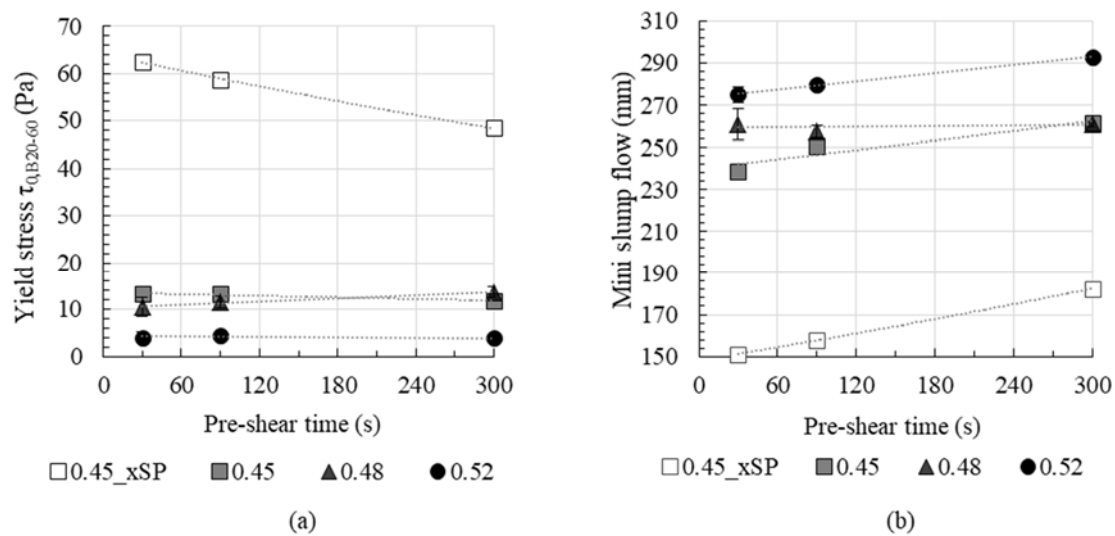 Yield stress τ0,B20-60 (Pa)
70
60
50
40
30
20
10
0
0 60 120 180 240 300
Pre-shear time (s)
0.45_xSP 0.45 0.48 0.52
(a)
Mini slump flow (mm)
310
290
270
250
230
210
190
170
150
0 60 120 180 240 300
Pre-shear time (s)
0.45_xSP 0.45 0.48 0.52
(b)